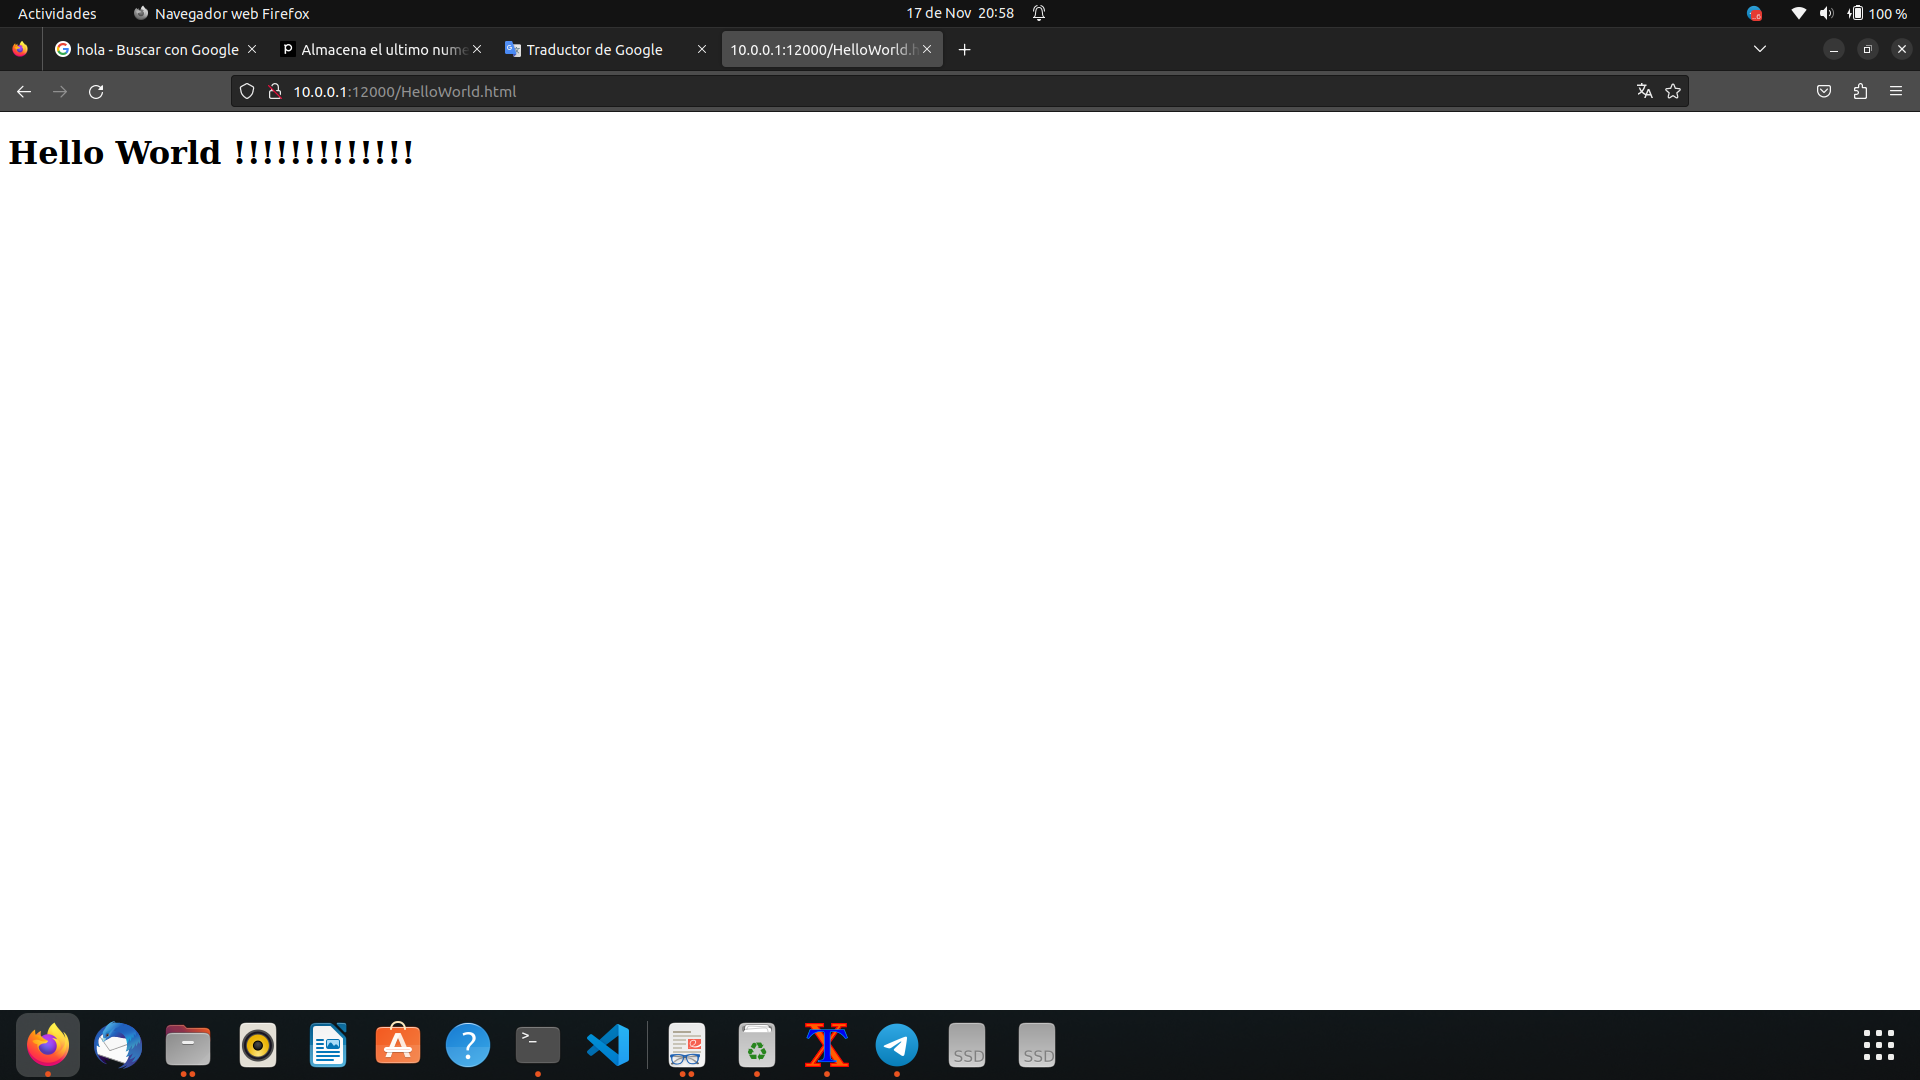 Actividades
Navegador web Firefox
17 de Nov 20:58
100 %
hola - Buscar con Google
Almacena el ultimo nume
Traductor de Google
10.0.0.1:12000/HelloWorld.h
10.0.0.1:12000/HelloWorld.html
Hello World !!!!!!!!!!!!!
SSD
SSD